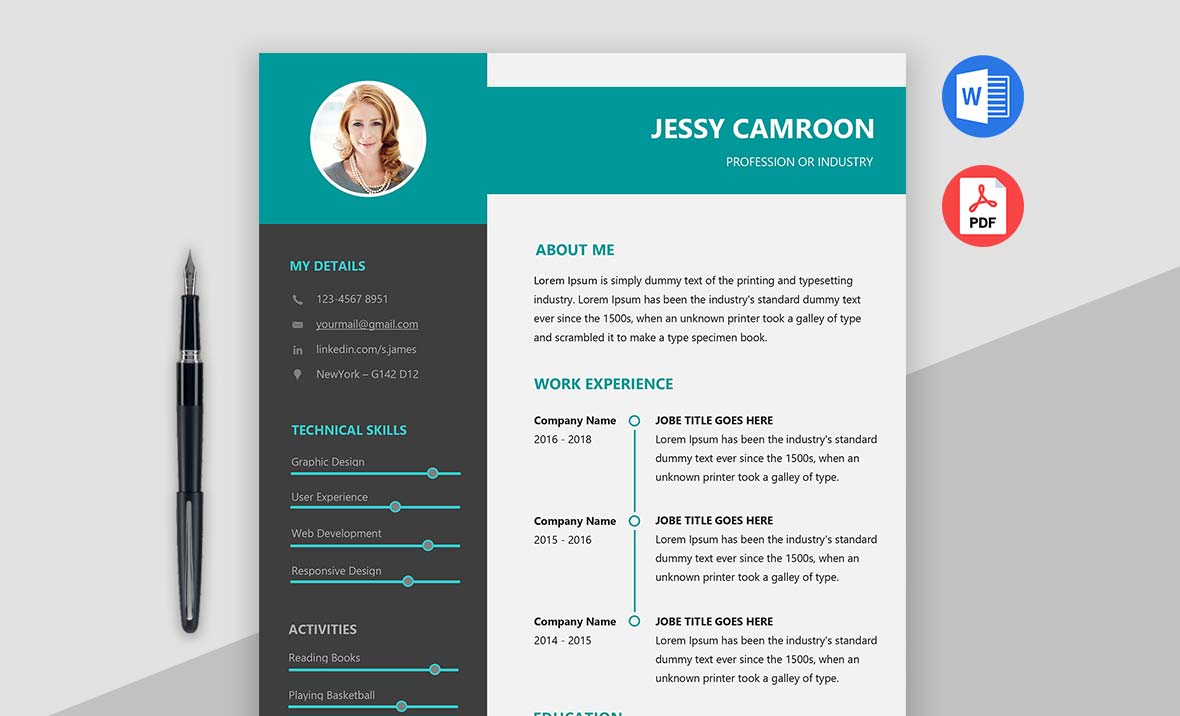 JESSY CAMROON
PROFESSION OR INDUSTRY
W
PDF
MY DETAILS
123-4567 8951
yourmail@gmail.com
linkedin.com/s.james
NewYork – G142 D12
TECHNICAL SKILLS
Graphic Design
User Experience
Web Development
Responsive Design
ACTIVITIES
Reading Books
Playing Basketball
ABOUT ME
Lorem Ipsum is simply dummy text of the printing and typesetting
industry. Lorem Ipsum has been the industry's standard dummy text
ever since the 1500s, when an unknown printer took a galley of type
and scrambled it to make a type specimen book.
WORK EXPERIENCE
Company Name
2016 - 2018
JOBE TITLE GOES HERE
Lorem Ipsum has been the industry's standard
dummy text ever since the 1500s, when an
unknown printer took a galley of type.
Company Name
2015 - 2016
JOBE TITLE GOES HERE
Lorem Ipsum has been the industry's standard
dummy text ever since the 1500s, when an
unknown printer took a galley of type.
Company Name
2014 - 2015
JOBE TITLE GOES HERE
Lorem Ipsum has been the industry's standard
dummy text ever since the 1500s, when an
unknown printer took a galley of type.
EDUCATION